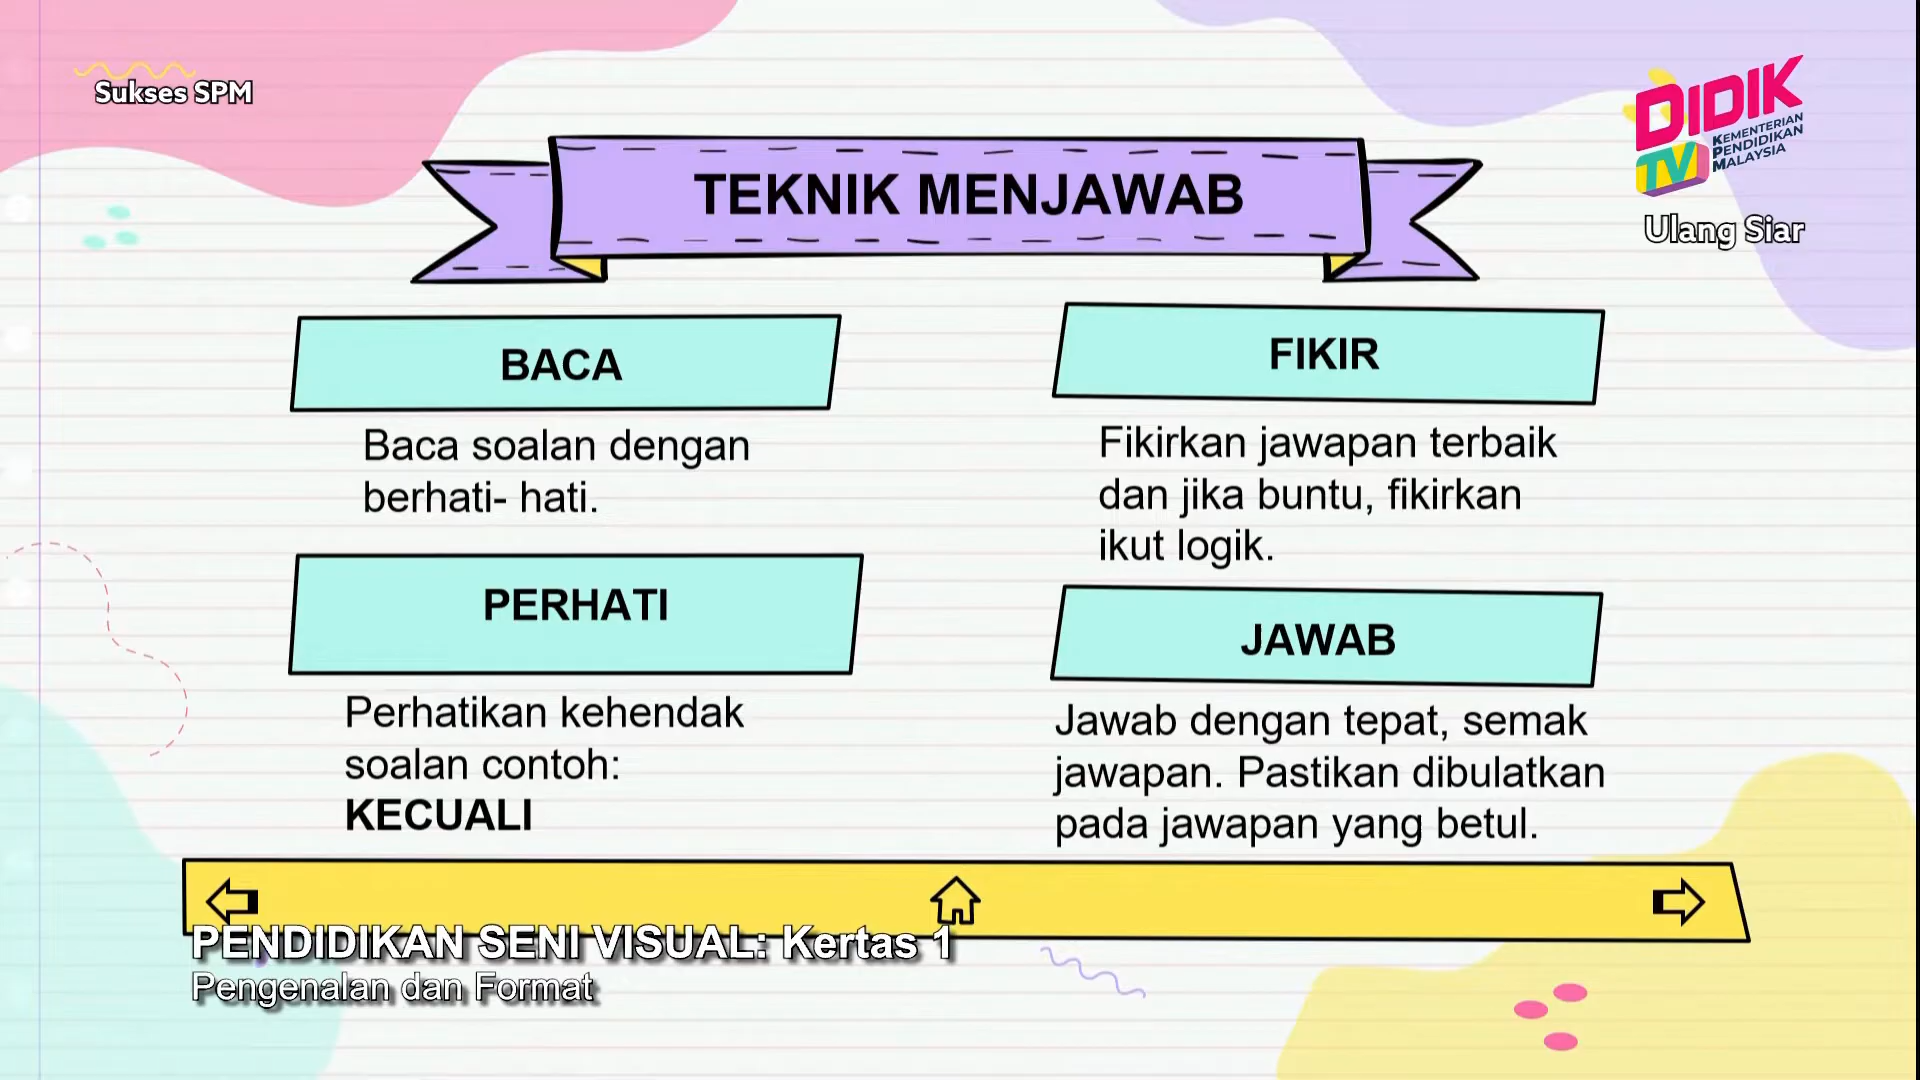 Sukses SPM
DIDIK
TV
KEMENTERIAN
PENDIDIKAN
MALAYSIA
Ulang Siar
TEKNIK MENJAWAB
BACA
Baca soalan dengan
berhati- hati.
PERHATI
Perhatikan kehendak
soalan contoh:
KECUALI
FIKIR
Fikirkan jawapan terbaik
dan jika buntu, fikirkan
ikut logik.
JAWAB
Jawab dengan tepat, semak
jawapan. Pastikan dibulatkan
pada jawapan yang betul.
PENDIDIKAN SENI VISUAL: Kertas 1
Pengenalan dan Format